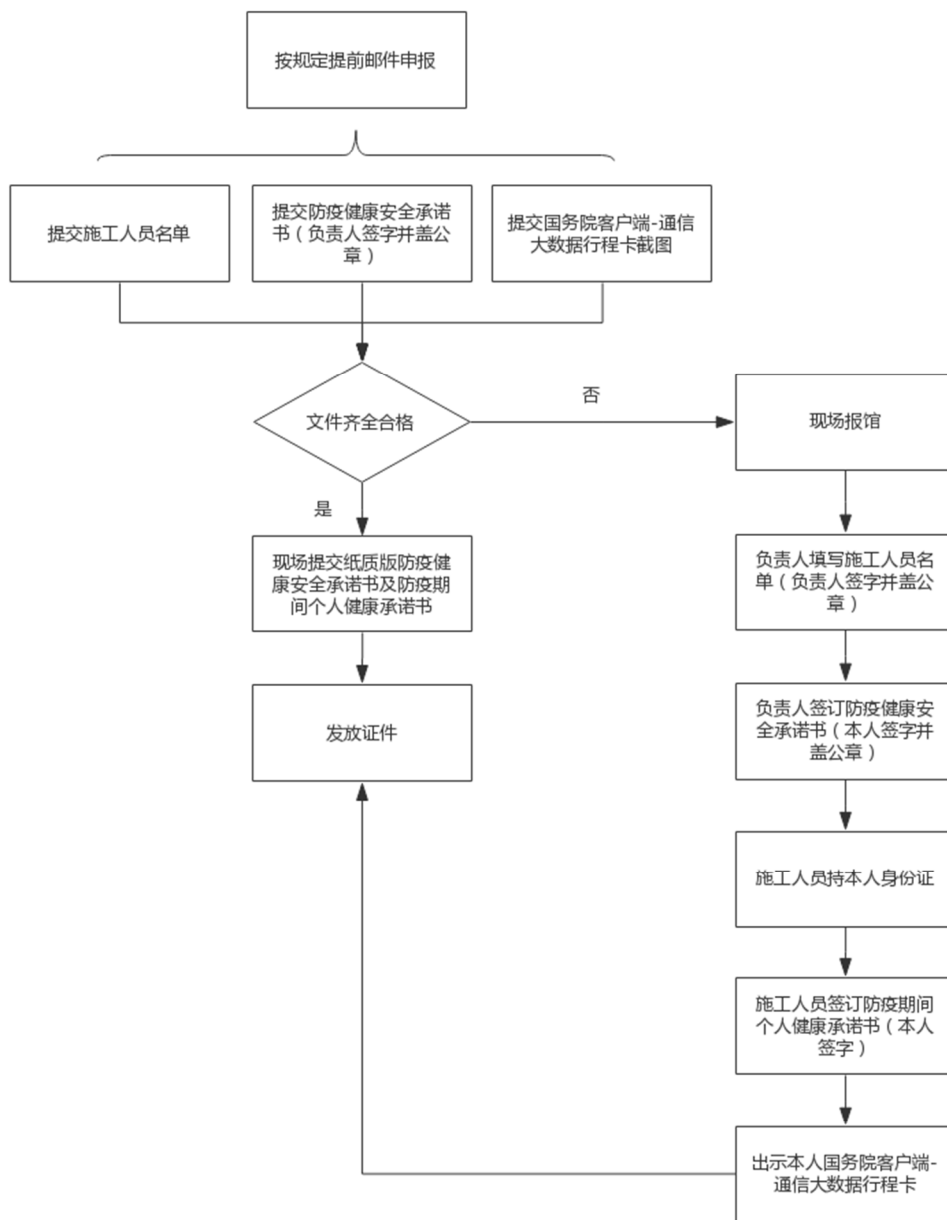 按规定提前邮件申报
提交施工人员名单
提交防疫健康安全承诺
书（负责人签字并盖公
章）
提交国务院客户端-通信
大数据行程卡截图
文件齐全合格
否
现场报馆
是
现场提交纸质版防疫健
康安全承诺书及防疫期
间个人健康承诺书
负责人填写施工人员名
单（负责人签字并盖公
章）
发放证件
负责人签订防疫健康安
全承诺书（本人签字并
盖公章）
施工人员持本人身份证
施工人员签订防疫期间
个人健康承诺书（本人
签字）
出示本人国务院客户端-
通信大数据行程卡